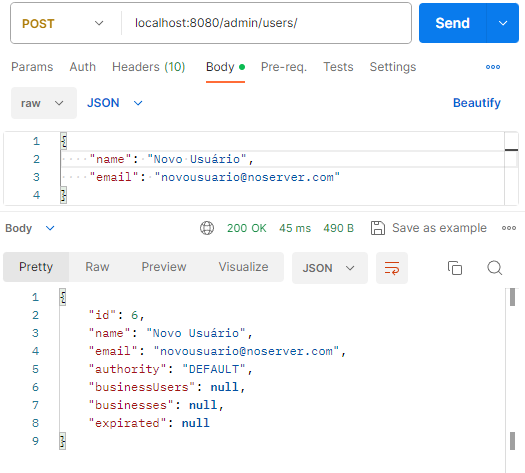 POST localhost:8080/admin/users/ Send
Params Auth Headers (10) Body Pre-req. Tests Settings
raw JSON Beautify
1 {
2 "name": "Novo Usuário",
3 "email": "novousuario@noserver.com"
4 }
Body 200 OK 45 ms 490 B Save as example
Pretty Raw Preview Visualize JSON
1 {
2 "id": 6,
3 "name": "Novo Usuário",
4 "email": "novousuario@noserver.com",
5 "authority": "DEFAULT",
6 "businessUsers": null,
7 "businesses": null,
8 "expirated": null
9 }